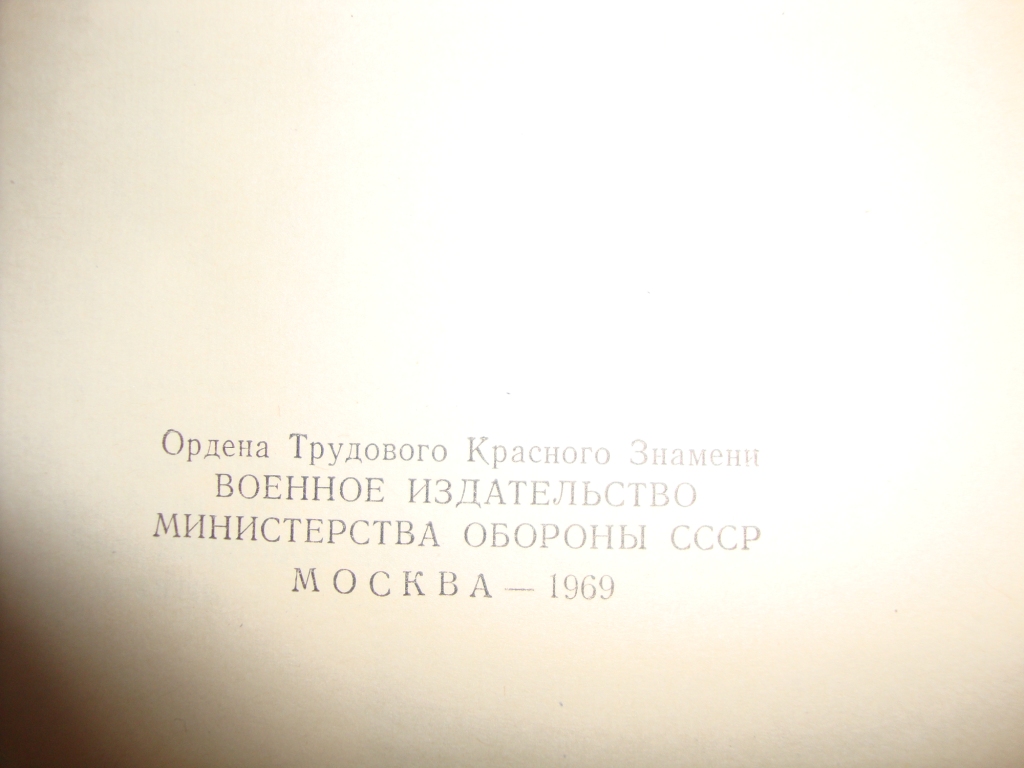 Ордена Трудового Красного Знамени
ВОЕННОЕ ИЗДАТЕЛЬСТВО
МИНИСТЕРСТВА ОБОРОНЫ СССР
МОСКВА — 1969